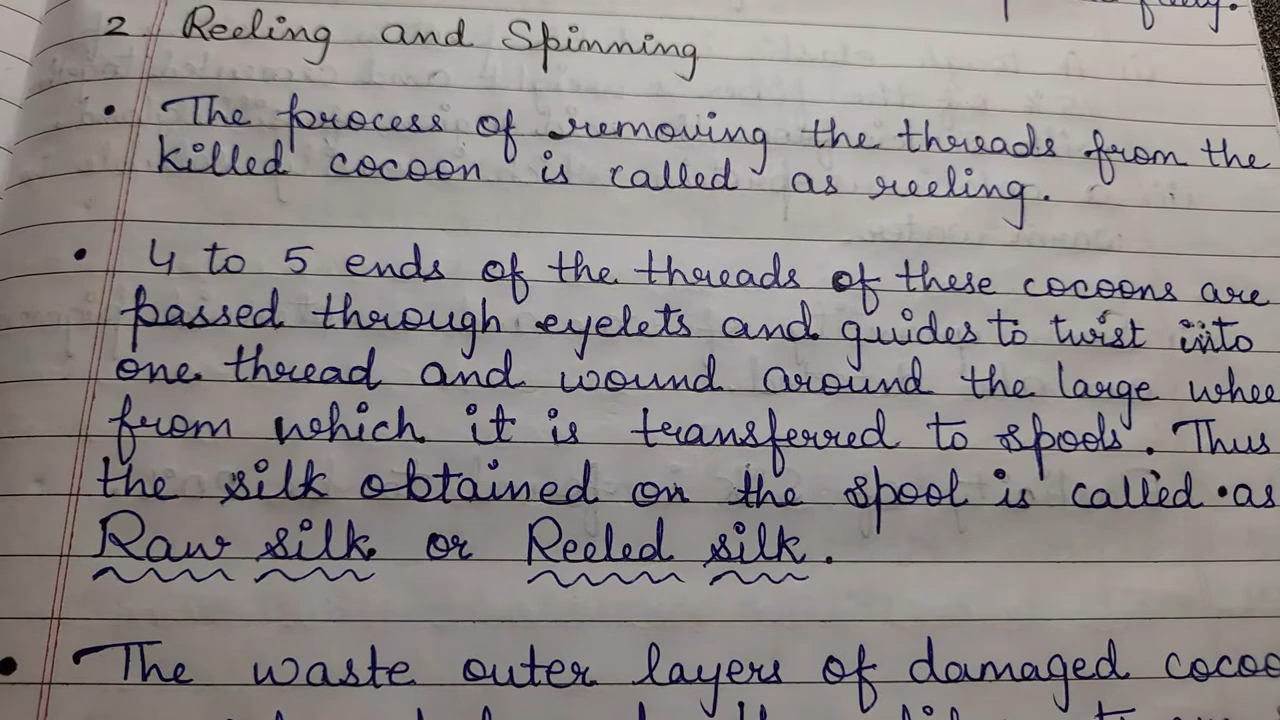 2 Reeling and Spinning
• The process of removing the threads from the
killed cocoon is called as reeling.
• 4 to 5 ends of the threads of these cocoons are
passed through eyelets and guides to twist into
one thread and wound around the large whee
from which it is transferred to spools. Thus
the silk obtained on the spool is called as
Raw silk or Reeled silk.
• The waste outer layers of damaged cocoo